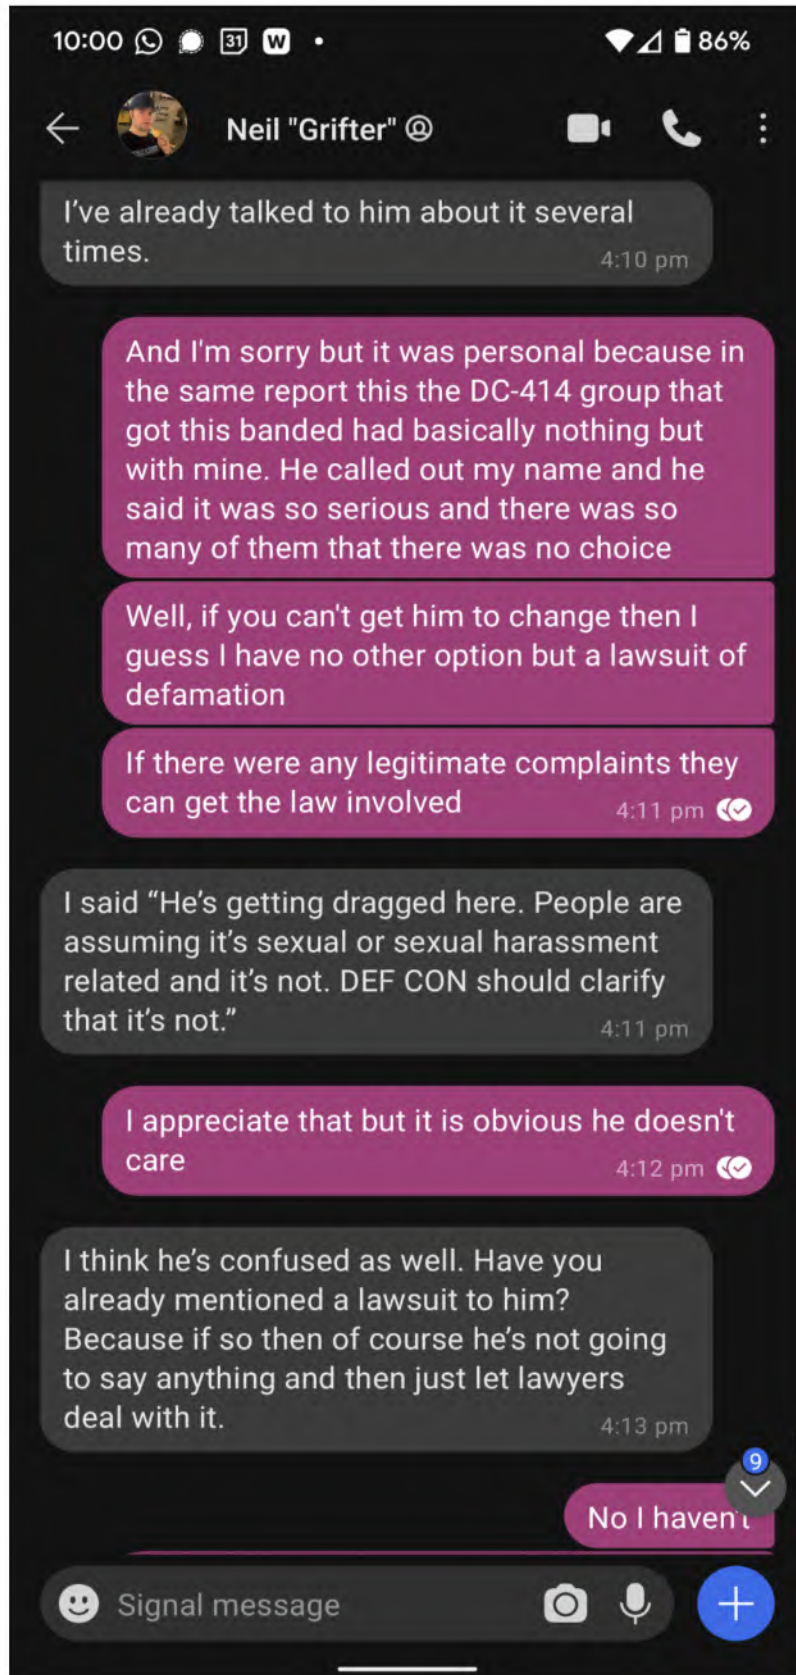 10:00 31 W
86%
Neil "Grifter"
I've already talked to him about it several
times.
4:10 pm
And I'm sorry but it was personal because in
the same report this the DC-414 group that
got this banded had basically nothing but
with mine. He called out my name and he
said it was so serious and there was so
many of them that there was no choice
Well, if you can't get him to change then I
guess I have no other option but a lawsuit of
defamation
If there were any legitimate complaints they
can get the law involved
4:11 pm
I said “He's getting dragged here. People are
assuming it's sexual or sexual harassment
related and it's not. DEF CON should clarify
that it's not.”
4:11 pm
I appreciate that but it is obvious he doesn't
care
4:12 pm
I think he's confused as well. Have you
already mentioned a lawsuit to him?
Because if so then of course he's not going
to say anything and then just let lawyers
deal with it.
4:13 pm
9
No I haven't
Signal message